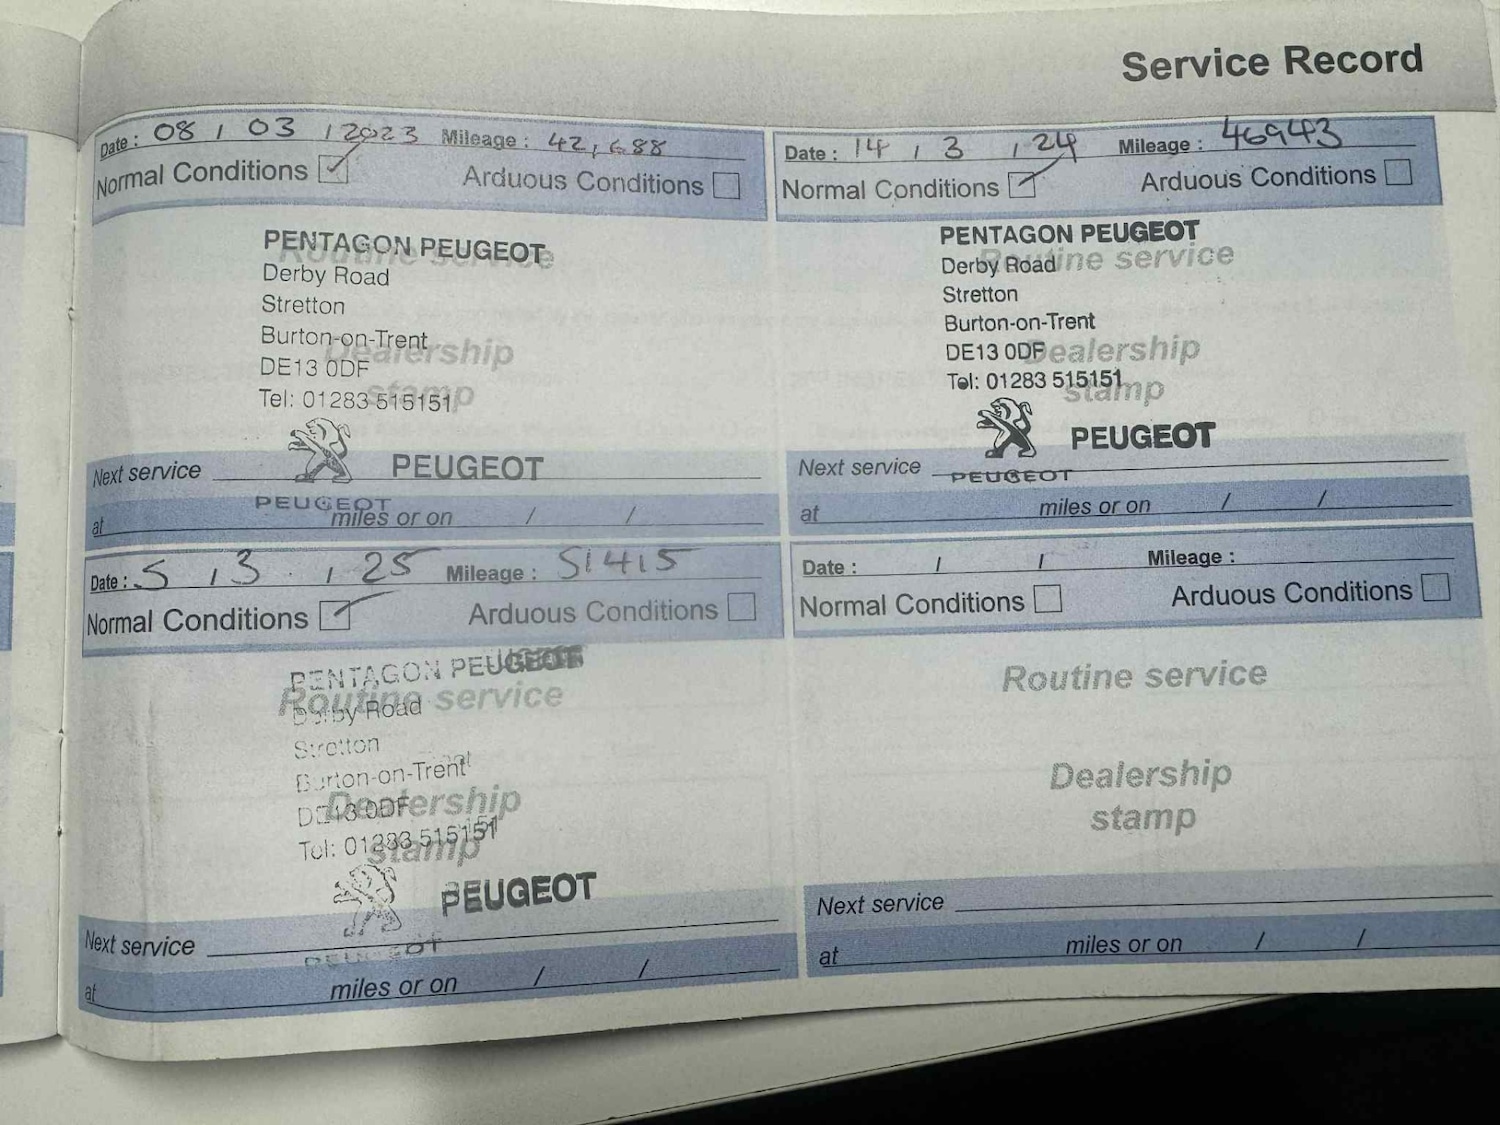 Service Record
Date : 08 / 03 / 2023 Mileage : 42,688
Normal Conditions Arduous Conditions
PENTAGON PEUGEOT
Routine service
Derby Road
Stretton
Burton-on-Trent
Dealership
DE13 0DF
stamp
Tel: 01283 515151
PEUGEOT
Next service
PEUGEOT
at miles or on / /
Date : 14 / 3 / 24 Mileage : 46943
Normal Conditions Arduous Conditions
PENTAGON PEUGEOT
Routine service
Derby Road
Stretton
Burton-on-Trent
Dealership
DE13 0DF
stamp
Tel: 01283 515151
PEUGEOT
Next service
PEUGEOT
at miles or on / /
Date : 5 / 3 / 25 Mileage : 51415
Normal Conditions Arduous Conditions
PENTAGON PEUGEOT
Routine service
Derby Road
Stretton
Burton-on-Trent
Dealership
DE13 0DF
stamp
Tel: 01283 515151
PEUGEOT
Next service
PEUGEOT
at miles or on / /
Date : / / Mileage :
Normal Conditions Arduous Conditions
Routine service
Dealership
stamp
Next service
at miles or on / /